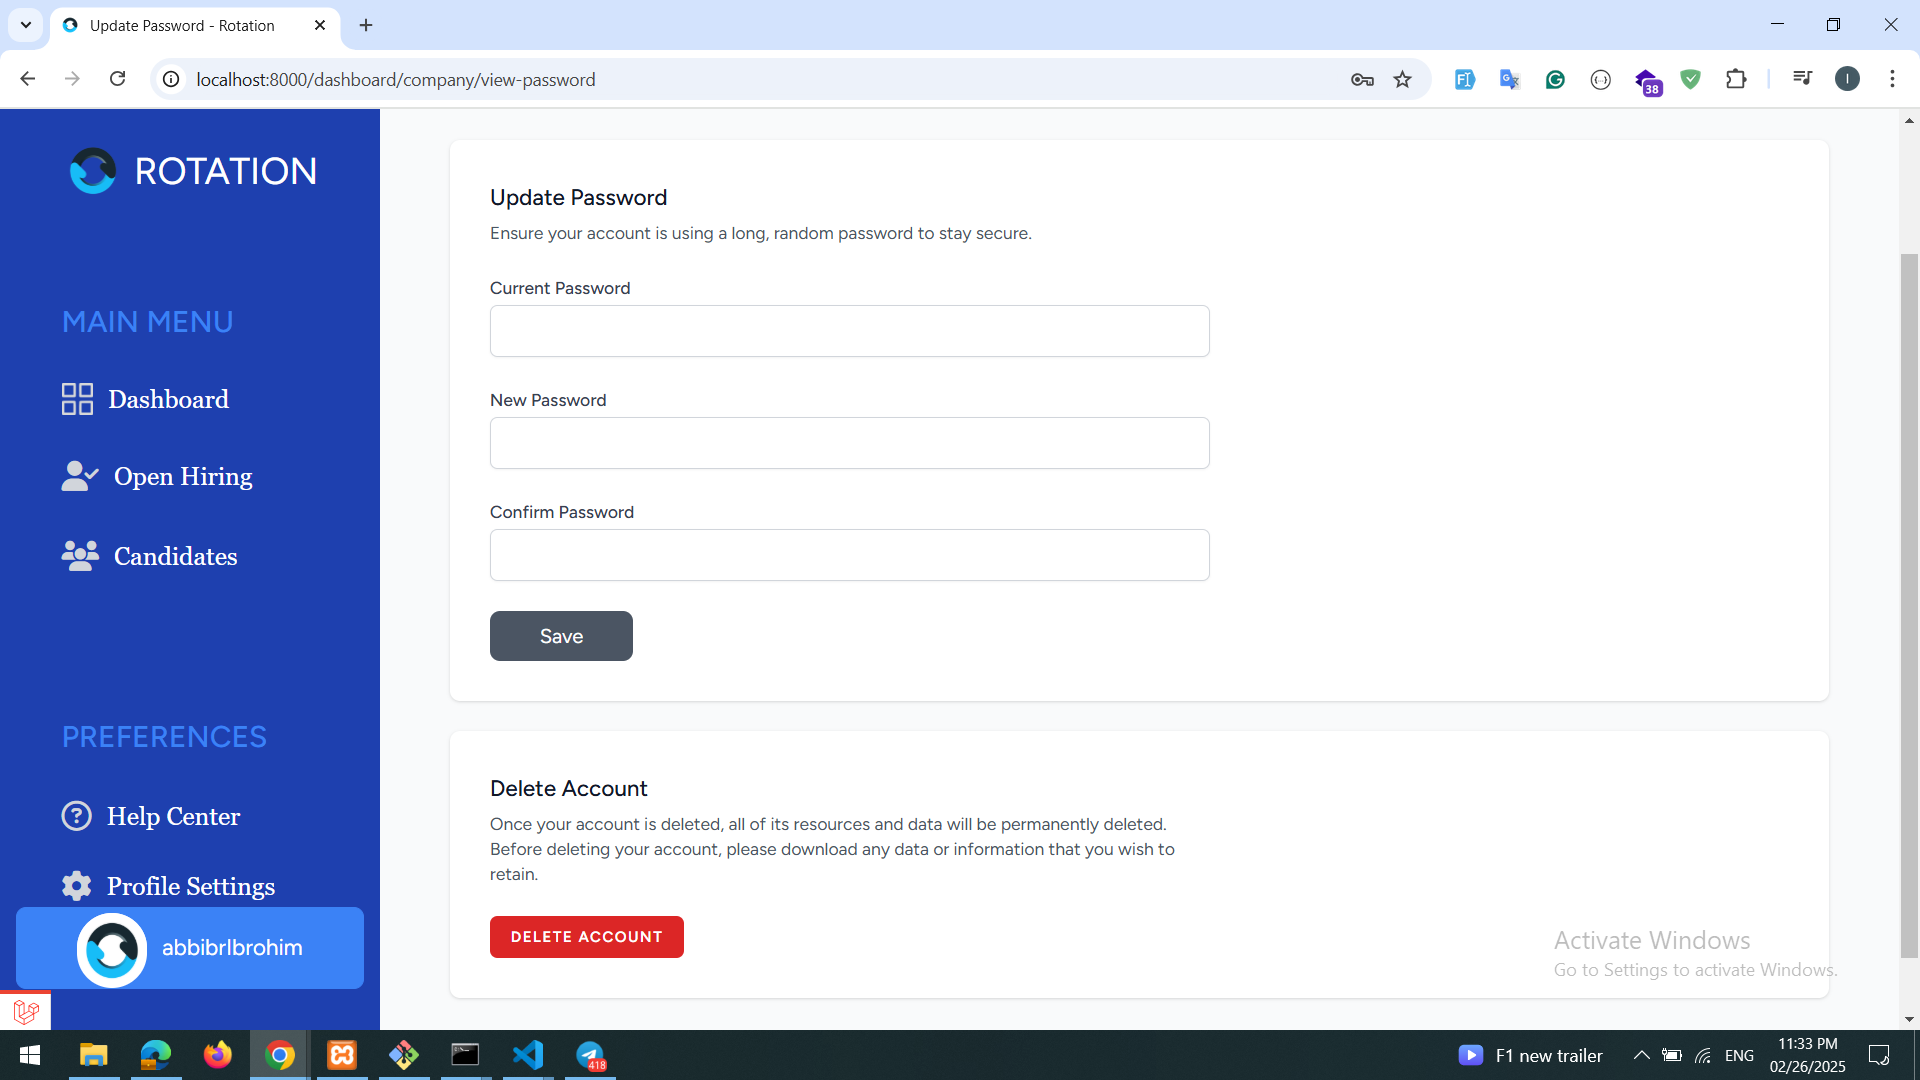 Update Password - Rotation
localhost:8000/dashboard/company/view-password
38
I
ROTATION
MAIN MENU
Dashboard
Open Hiring
Candidates
PREFERENCES
Help Center
Profile Settings
abbibrIbrohim
Update Password
Ensure your account is using a long, random password to stay secure.
Current Password
New Password
Confirm Password
Save
Delete Account
Once your account is deleted, all of its resources and data will be permanently deleted.
Before deleting your account, please download any data or information that you wish to
retain.
DELETE ACCOUNT
Activate Windows
Go to Settings to activate Windows.
418
F1 new trailer
ENG
11:33 PM
02/26/2025